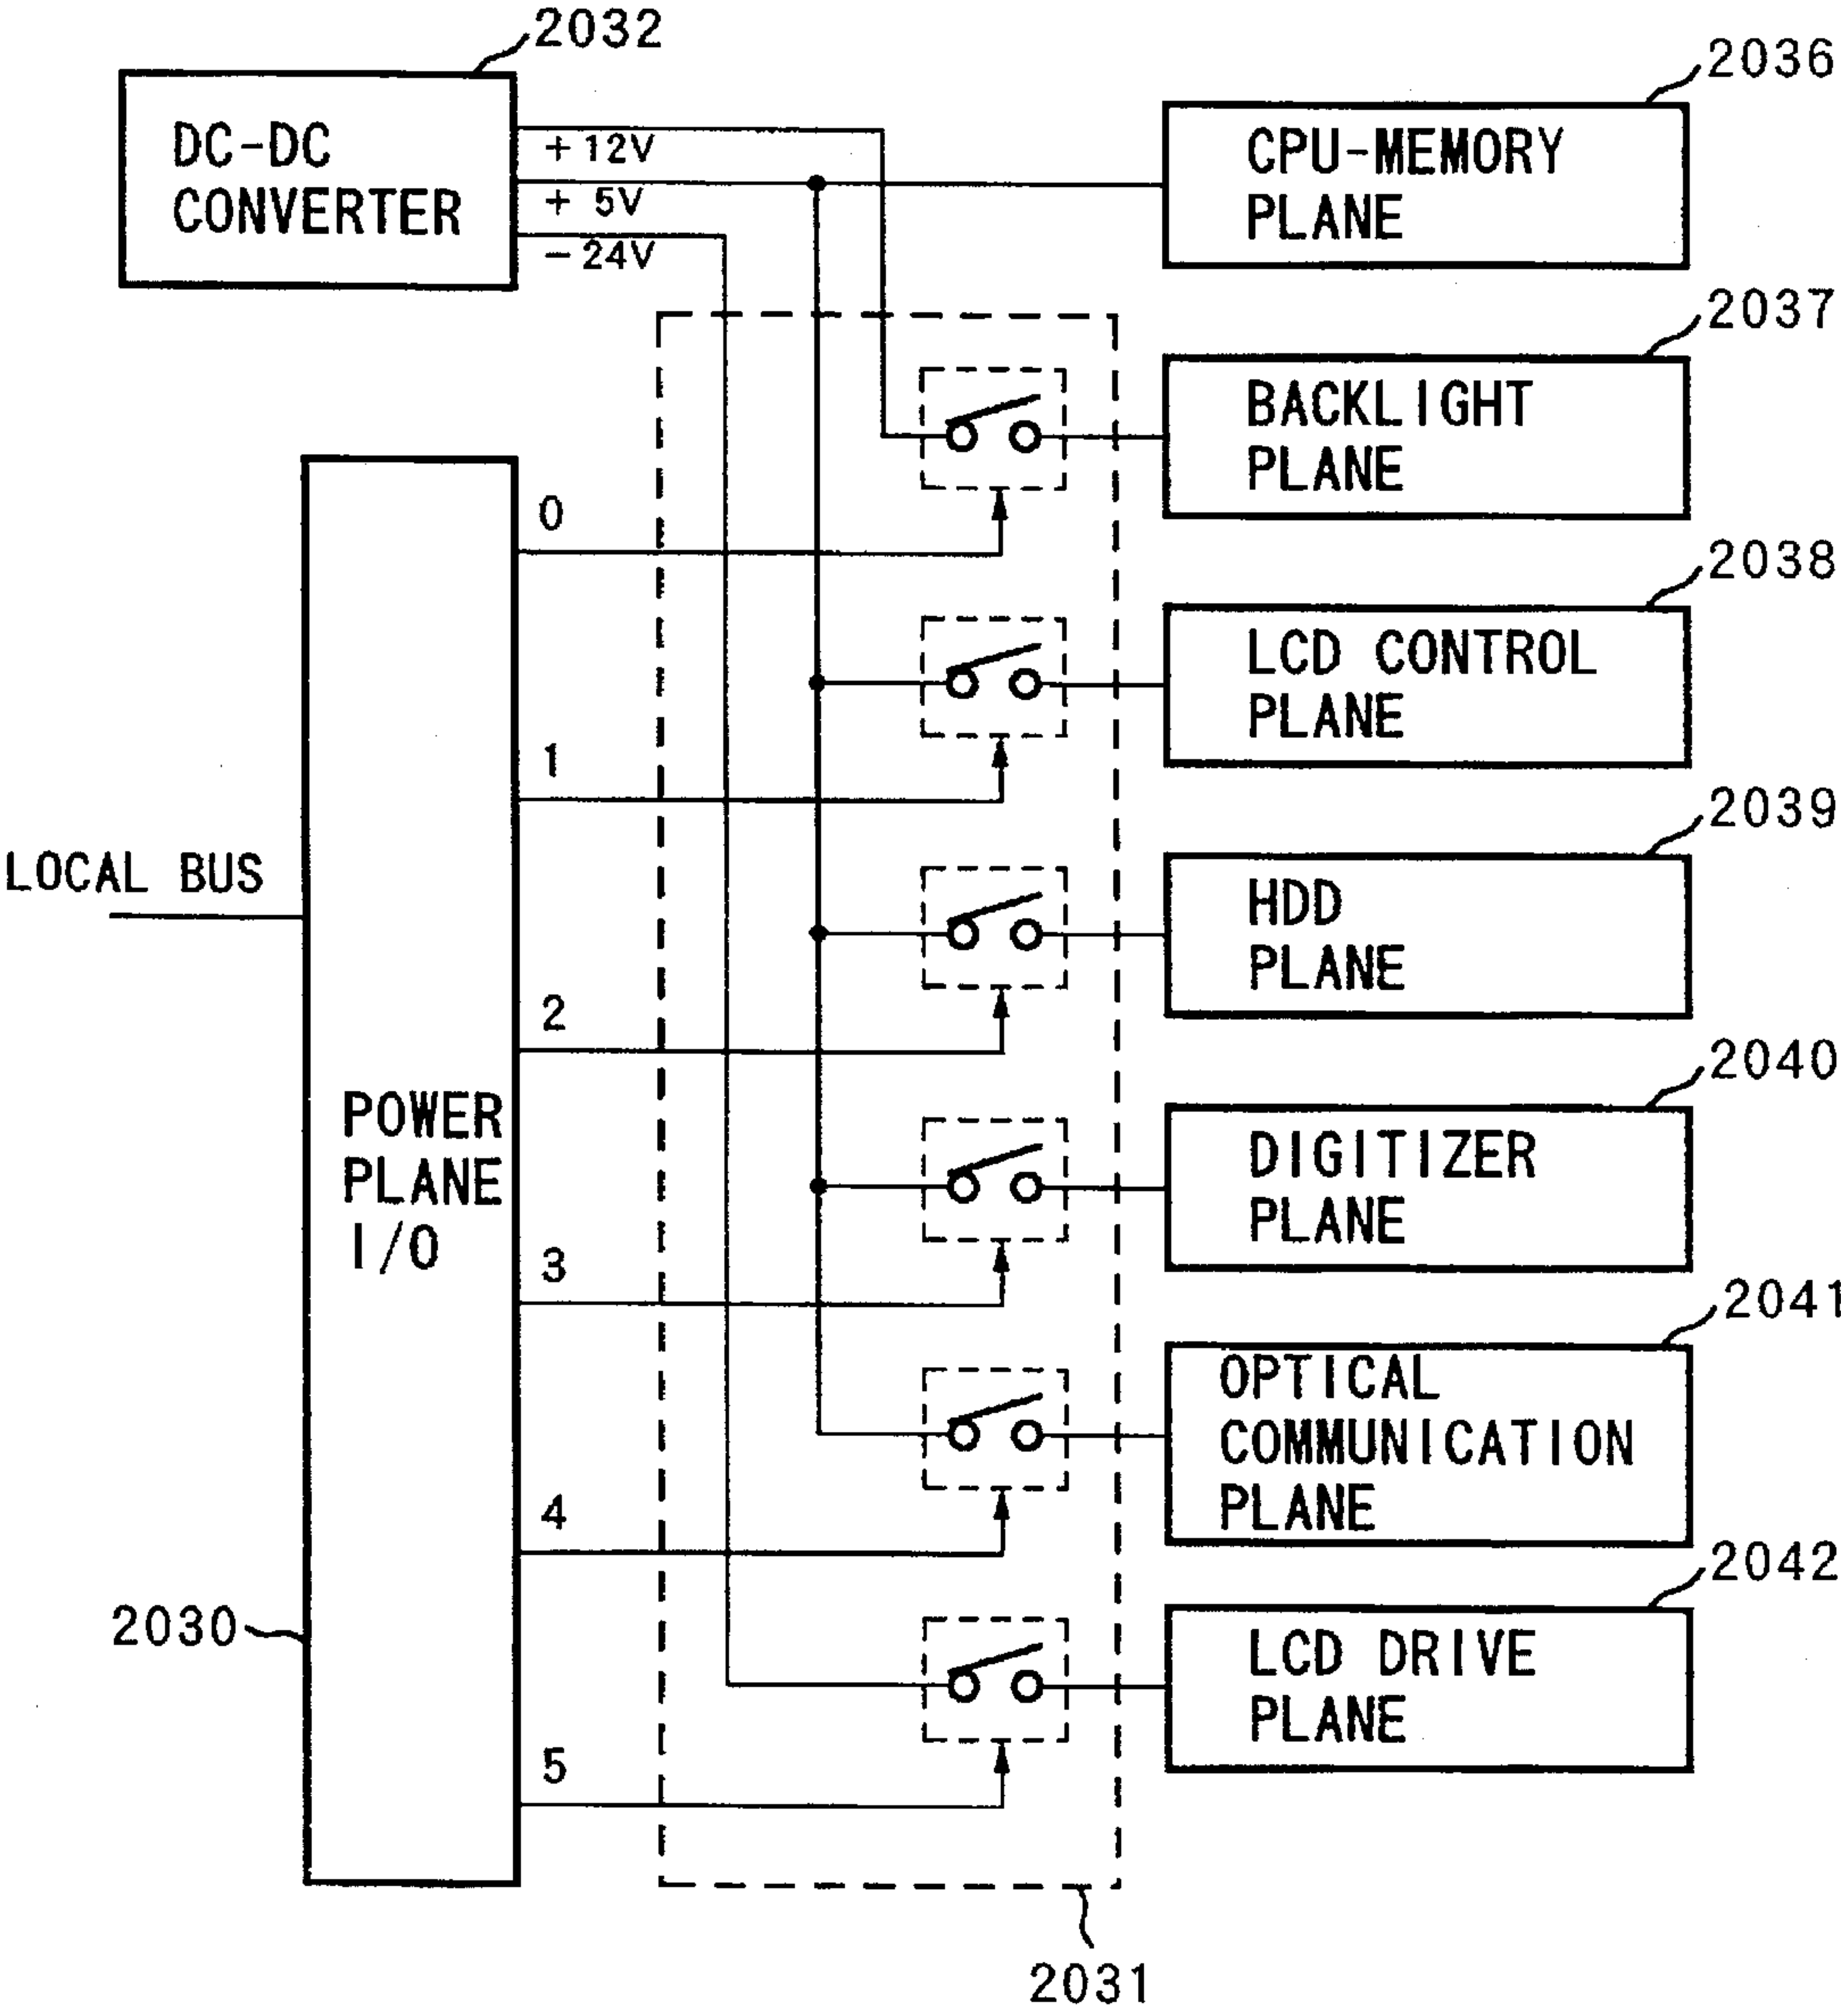 2032
DC-DC
CONVERTER
+12V
+ 5V
-24V
2036
CPU-MEMORY
PLANE
2037
BACKLIGHT
PLANE
0
2038
LCD CONTROL
PLANE
1
2039
HDD
PLANE
LOCAL BUS
2
POWER
PLANE
I/O
2040
DIGITIZER
PLANE
3
2041
OPTICAL
COMMUNICATION
PLANE
4
2030
2042
LCD DRIVE
PLANE
5
2031